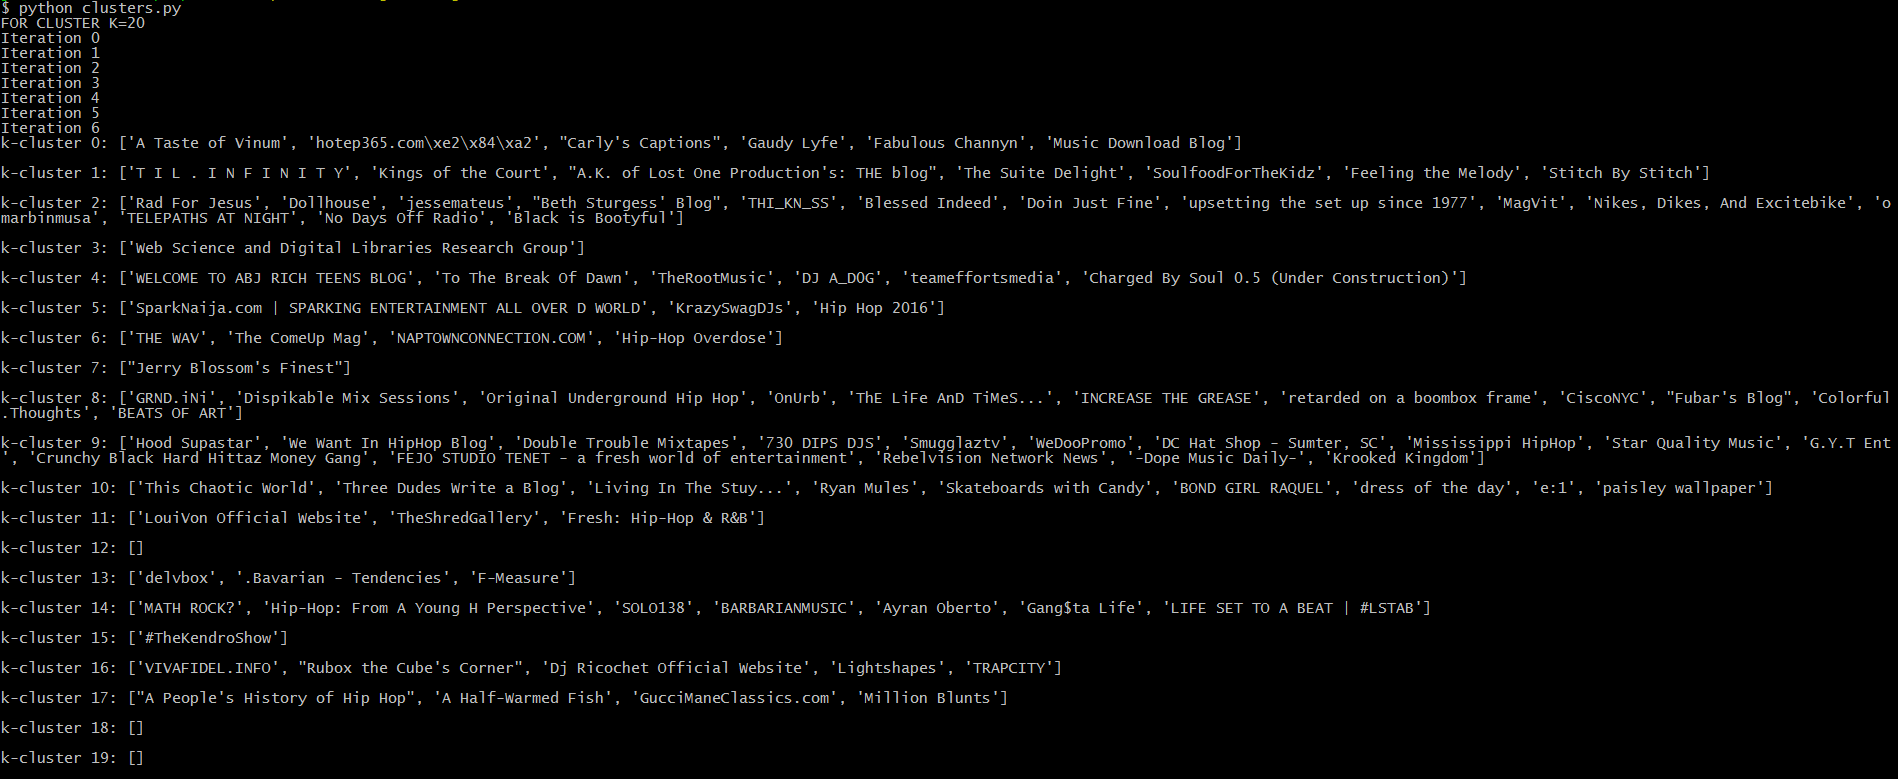 $ python clusters.py
FOR CLUSTER K=20
Iteration 0
Iteration 1
Iteration 2
Iteration 3
Iteration 4
Iteration 5
Iteration 6
k-cluster 0: ['A Taste of Vinum', 'hotep365.com\xe2\x84\xa2', "Carly's Captions", 'Gaudy Lyfe', 'Fabulous Channyn', 'Music Download Blog']
k-cluster 1: ['T I L . I N F I N I T Y', 'Kings of the Court', "A.K. of Lost One Production's: THE blog", 'The Suite Delight', 'SoulfoodForTheKidz', 'Feeling the Melody', 'Stitch By Stitch']
k-cluster 2: ['Rad For Jesus', 'Dollhouse', 'jessemateus', "Beth Sturgess' Blog", 'THI_KN_SS', 'Blessed Indeed', 'Doin Just Fine', 'upsetting the set up since 1977', 'MagVit', 'Nikes, Dikes, And Excitebike', 'o
marbinmusa', 'TELEPATHS AT NIGHT', 'No Days Off Radio', 'Black is Bootyful']
k-cluster 3: ['Web Science and Digital Libraries Research Group']
k-cluster 4: ['WELCOME TO ABJ RICH TEENS BLOG', 'To The Break Of Dawn', 'TheRootMusic', 'DJ A_D0G', 'teameffortsmedia', 'Charged By Soul 0.5 (Under Construction)']
k-cluster 5: ['SparkNaija.com | SPARKING ENTERTAINMENT ALL OVER D WORLD', 'KrazySwagDJs', 'Hip Hop 2016']
k-cluster 6: ['THE WAV', 'The ComeUp Mag', 'NAPTOWNCONNECTION.COM', 'Hip-Hop Overdose']
k-cluster 7: ["Jerry Blossom's Finest"]
k-cluster 8: ['GRND.iNi', 'Dispikable Mix Sessions', 'Original Underground Hip Hop', 'OnUrb', 'ThE LiFe AnD TiMeS...', 'INCREASE THE GREASE', 'retarded on a boombox frame', 'CiscoNYC', "Fubar's Blog", 'Colorful
.Thoughts', 'BEATS OF ART']
k-cluster 9: ['Hood Supastar', 'We Want In HipHop Blog', 'Double Trouble Mixtapes', '730 DIPS DJS', 'Smugglaztv', 'WeDooPromo', 'DC Hat Shop - Sumter, SC', 'Mississippi HipHop', 'Star Quality Music', 'G.Y.T Ent
', 'Crunchy Black Hard Hittaz Money Gang', 'FEJO STUDIO TENET - a fresh world of entertainment', 'Rebelvision Network News', '-Dope Music Daily-', 'Krooked Kingdom']
k-cluster 10: ['This Chaotic World', 'Three Dudes Write a Blog', 'Living In The Stuy...', 'Ryan Mules', 'Skateboards with Candy', 'BOND GIRL RAQUEL', 'dress of the day', 'e:1', 'paisley wallpaper']
k-cluster 11: ['LouiVon Official Website', 'TheShredGallery', 'Fresh: Hip-Hop & R&B']
k-cluster 12: []
k-cluster 13: ['delvbox', '.Bavarian - Tendencies', 'F-Measure']
k-cluster 14: ['MATH ROCK?', 'Hip-Hop: From A Young H Perspective', 'SOLO138', 'BARBARIANMUSIC', 'Ayran Oberto', 'Gang$ta Life', 'LIFE SET TO A BEAT | #LSTAB']
k-cluster 15: ['#TheKendroShow']
k-cluster 16: ['VIVAFIDEL.INFO', "Rubox the Cube's Corner", 'Dj Ricochet Official Website', 'Lightshapes', 'TRAPCITY']
k-cluster 17: ["A People's History of Hip Hop", 'A Half-Warmed Fish', 'GucciManeClassics.com', 'Million Blunts']
k-cluster 18: []
k-cluster 19: []